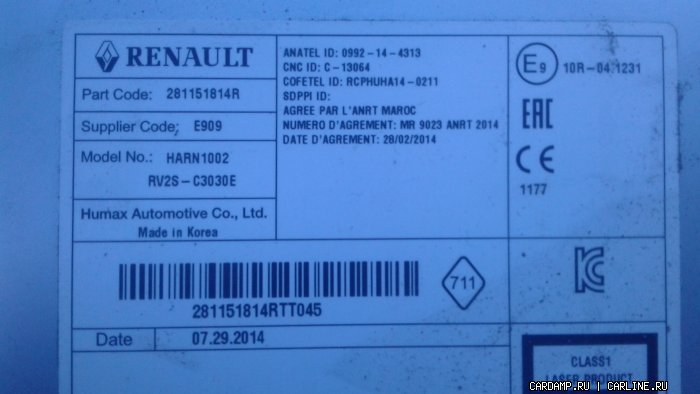 RENAULT
Part Code: 281151814R
Supplier Code: E909
Model No: HARN1002
RV2S-C3030E
Humax Automotive Co., Ltd.
Made in Korea
ANATEL ID: 0992-14-4313
CNC ID: C-13064
COFETEL ID: RCPHUHA14-0211
SDPPI ID:
AGREE PAR L'ANRT MAROC
NUMERO D'AGREMENT: MR 9023 ANRT 2014
DATE D'AGREMENT: 28/02/2014
E9 10R-04.1231
EAC
CE
1177
281151814RTT045
711
KC
Date 07.29.2014
CLASS1
LASER PRODUCT
CARDAMP.RU | CARLINE.RU